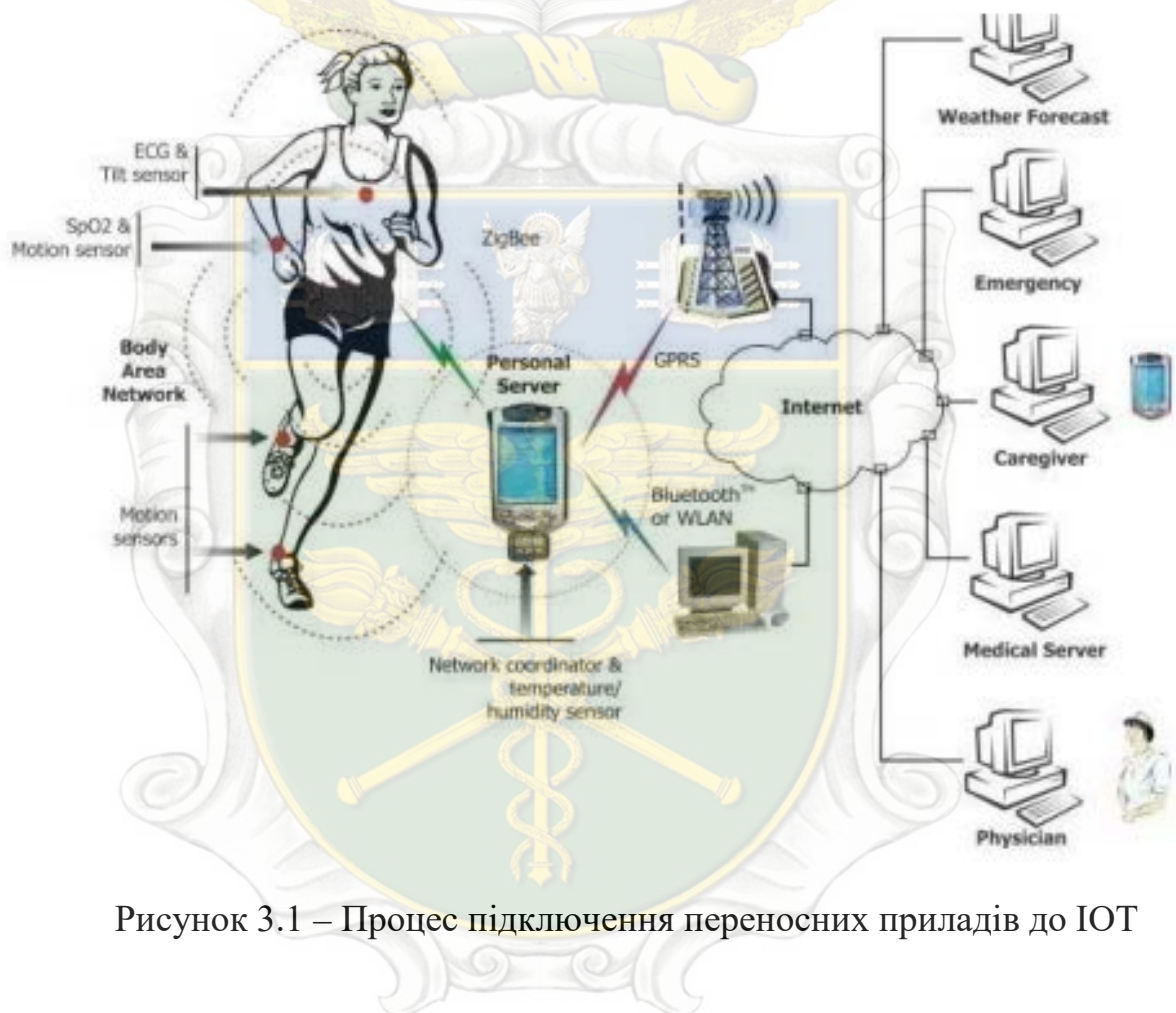 Weather Forecast
ECG &
Tilt sensor
SpO2 &
Motion sensor
ZigBee
Emergency
Body
Area
Network
Personal
Server
GPRS
Internet
Caregiver
Bluetooth™
or WLAN
Motion
sensors
Medical Server
Network coordinator &
temperature/
humidity sensor
Physician
Рисунок 3.1 – Процес підключення переносних приладів до ІОТ